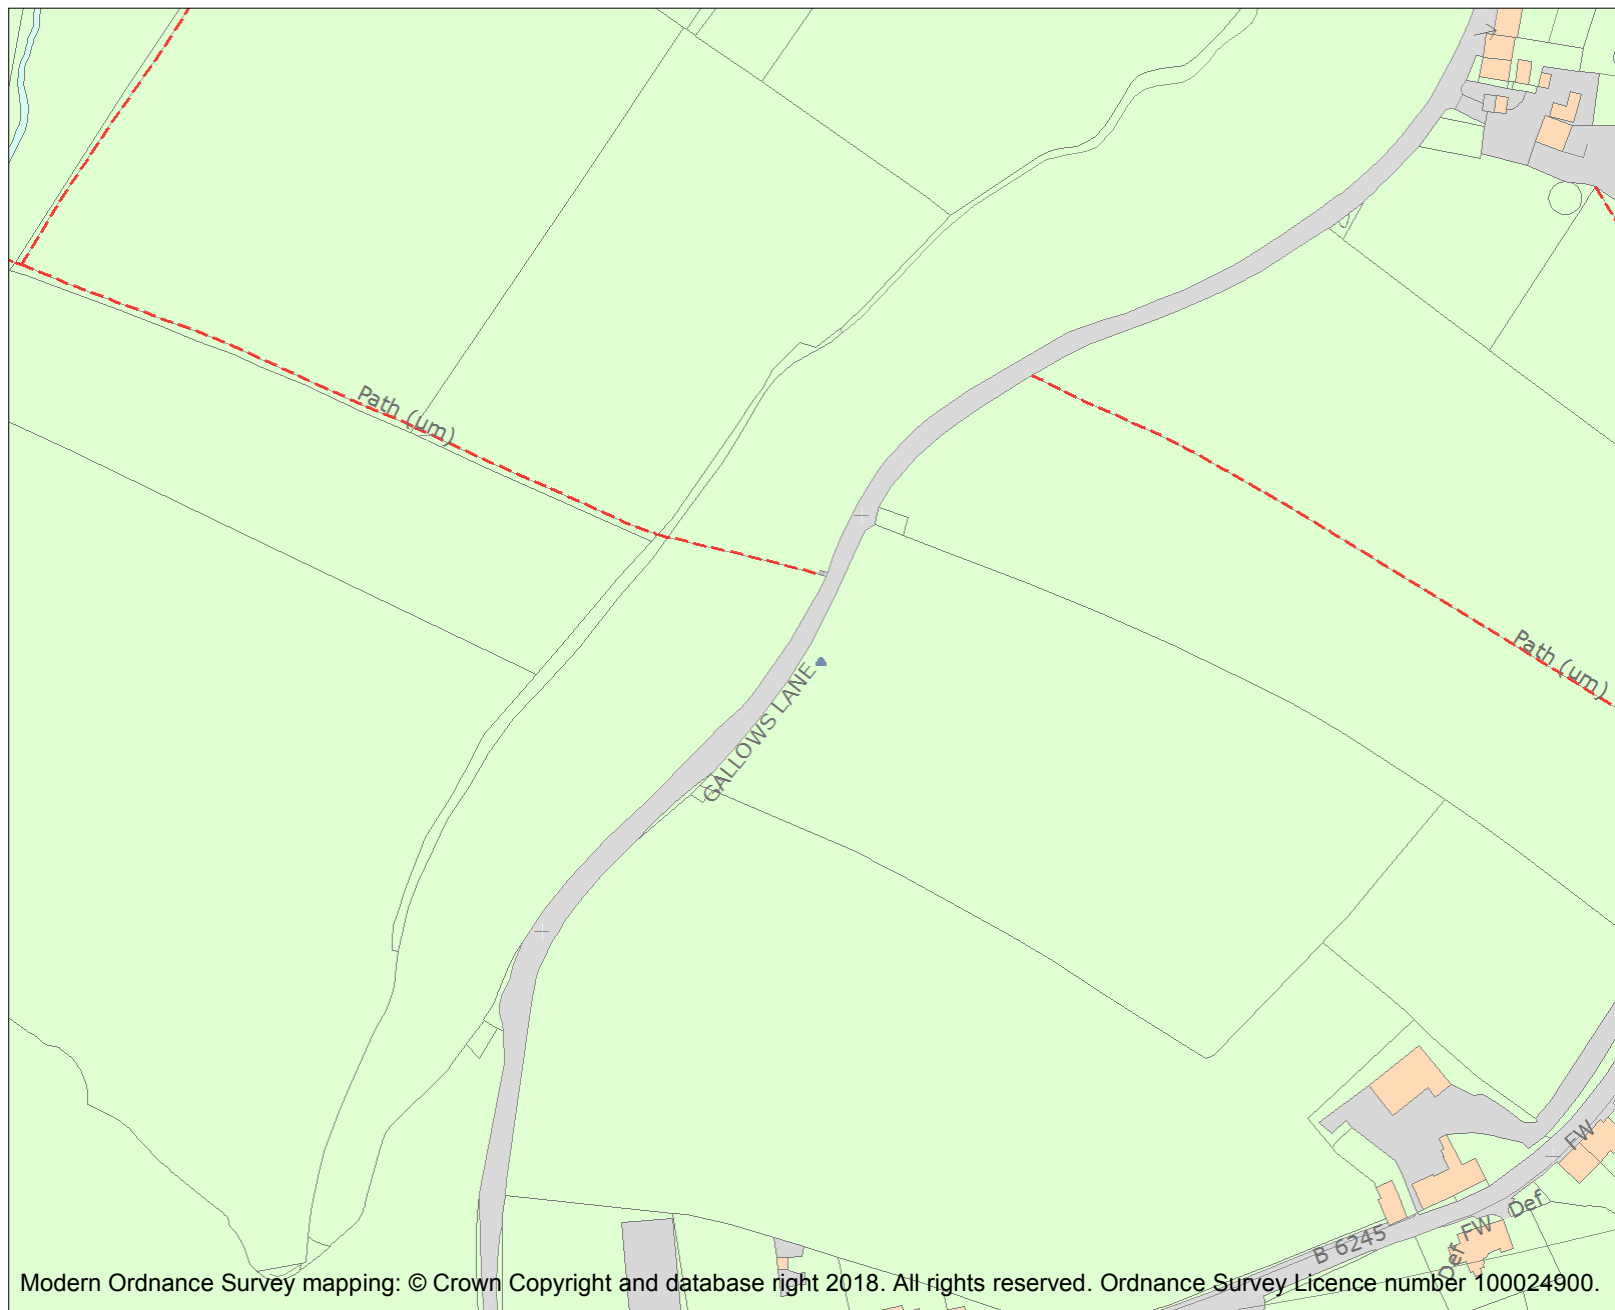 Path (um)
Path (um)
GALLOWS LANE
FW
Def
FW
B 6245
Def
Modern Ordnance Survey mapping: © Crown Copyright and database right 2018. All rights reserved. Ordnance Survey Licence number 100024900.